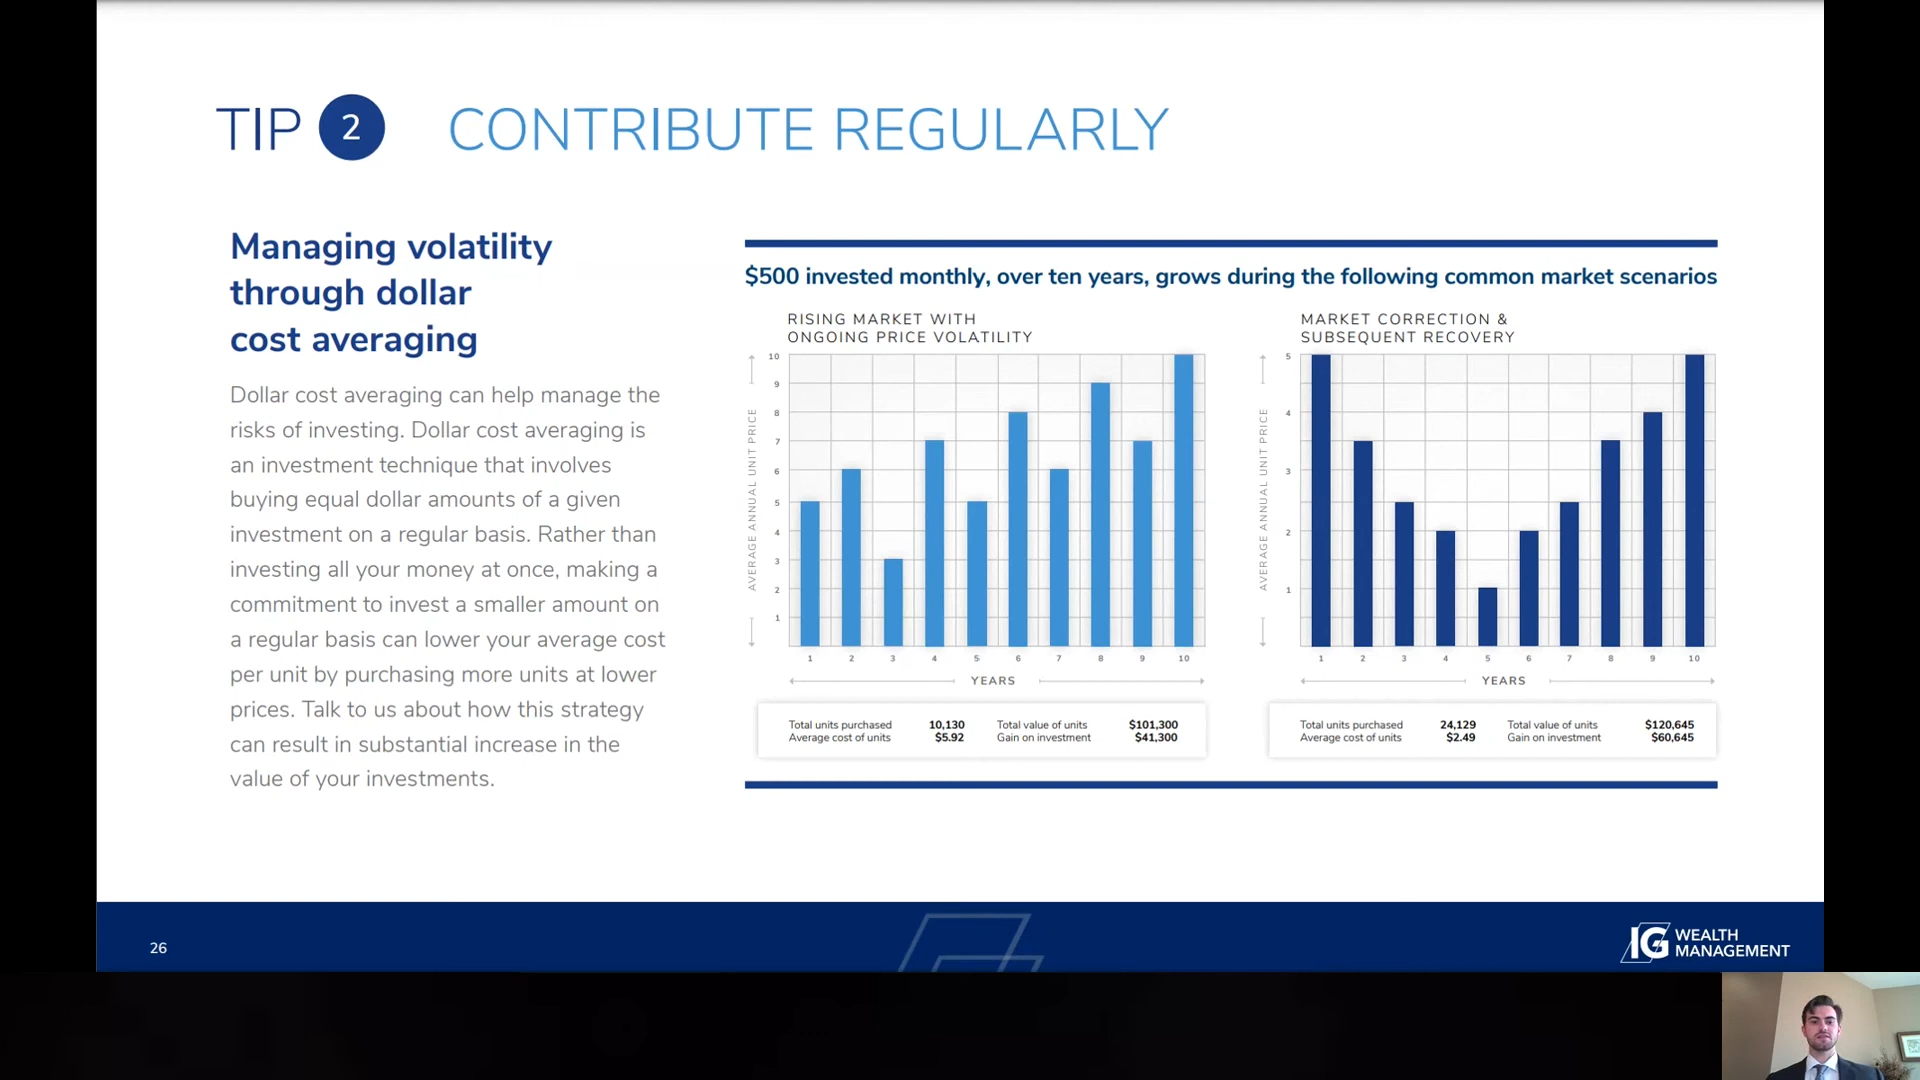 TIP 2 CONTRIBUTE REGULARLY
Managing volatility
through dollar
cost averaging
Dollar cost averaging can help manage the
risks of investing. Dollar cost averaging is
an investment technique that involves
buying equal dollar amounts of a given
investment on a regular basis. Rather than
investing all your money at once, making a
commitment to invest a smaller amount on
a regular basis can lower your average cost
per unit by purchasing more units at lower
prices. Talk to us about how this strategy
can result in substantial increase in the
value of your investments.
$500 invested monthly, over ten years, grows during the following common market scenarios
RISING MARKET WITH
ONGOING PRICE VOLATILITY
AVERAGE ANNUAL UNIT PRICE
10
9
8
7
6
5
4
3
2
1
1 2 3 4 5 6 7 8 9 10
YEARS
Total units purchased 10,130 Total value of units $101,300
Average cost of units $5.92 Gain on investment $41,300
MARKET CORRECTION &
SUBSEQUENT RECOVERY
AVERAGE ANNUAL UNIT PRICE
5
4
3
2
1
1 2 3 4 5 6 7 8 9 10
YEARS
Total units purchased 24,129 Total value of units $120,645
Average cost of units $2.49 Gain on investment $60,645
26
IG WEALTH
MANAGEMENT